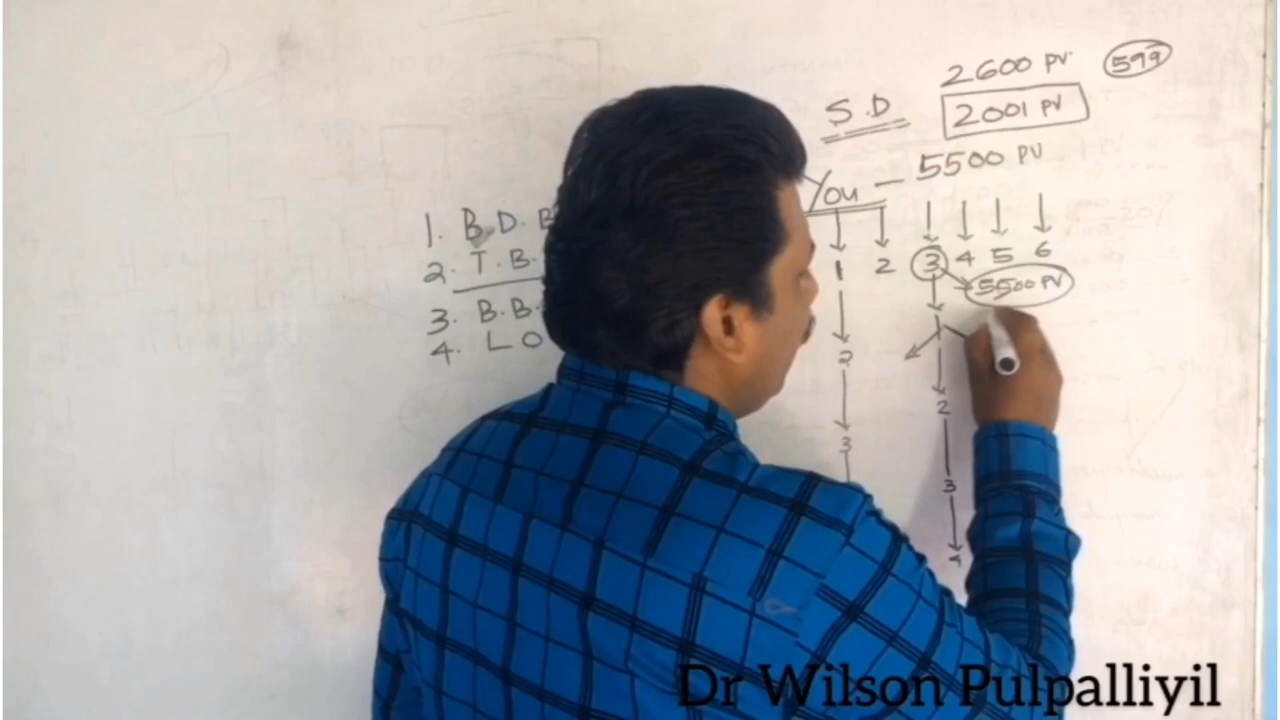 2600 PV. 599
S.D 2001 PV
You — 5500 PV
1. B.D.B
2. T.B.
3. B.B.
4. LO
1 2 3 4 5 6
5500 PV
1
2 2
3 3
Dr Wilson Pulpalliyil